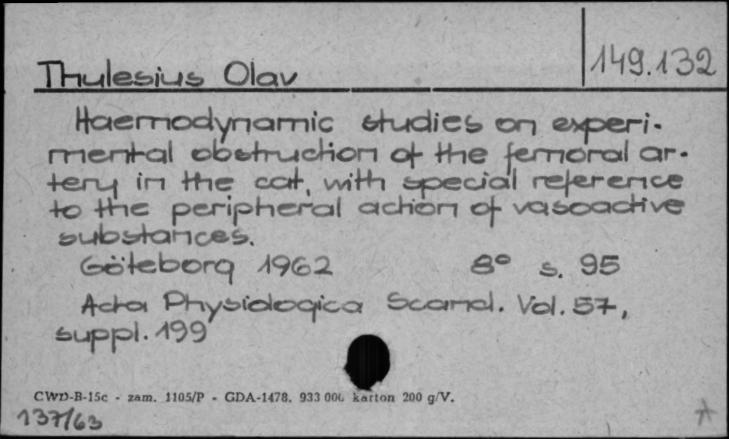 149.132
Thulesius Olav
Haemodynamic studies on experi-
mental obstruction of the femoral ar-
tery in the cat, with special reference
to the peripheral action of vasoactive
substances.
Göteborg 1962 8° s. 95
Acta Physiologica Scand. Vol. 57,
suppl. 199
CWD-B-15c - zam. 1105/P - GDA-1478. 933 000 karton 200 g/V.
137/63 A